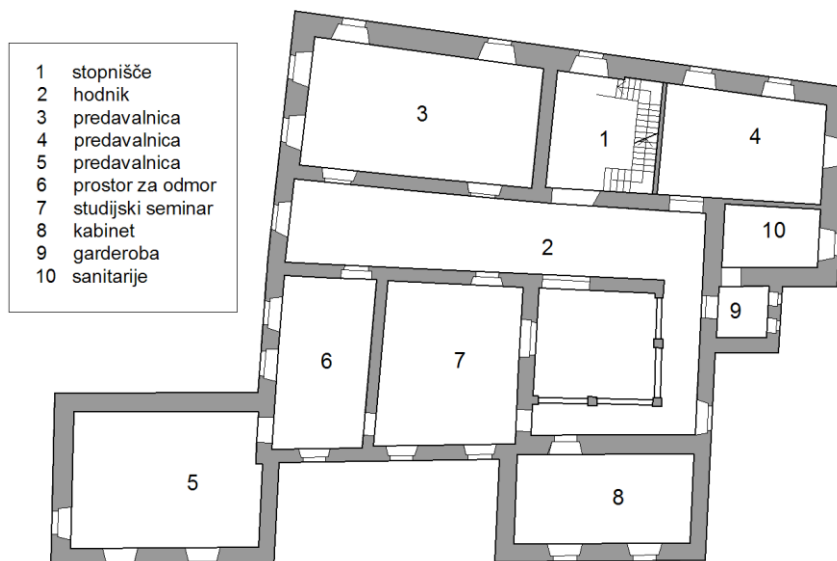 1 stopnišče
2 hodnik
3 predavalnica
4 predavalnica
5 predavalnica
6 prostor za odmor
7 studijski seminar
8 kabinet
9 garderoba
10 sanitarije
3
1
4
2
10
9
6
7
5
8